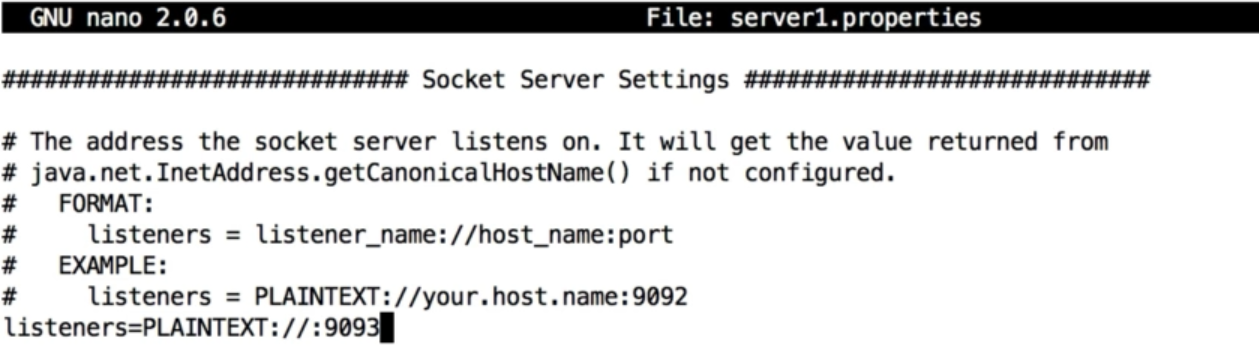 GNU nano 2.0.6 File: server1.properties
############################# Socket Server Settings #############################
# The address the socket server listens on. It will get the value returned from
# java.net.InetAddress.getCanonicalHostName() if not configured.
#   FORMAT:
#     listeners = listener_name://host_name:port
#   EXAMPLE:
#     listeners = PLAINTEXT://your.host.name:9092
listeners=PLAINTEXT://:9093